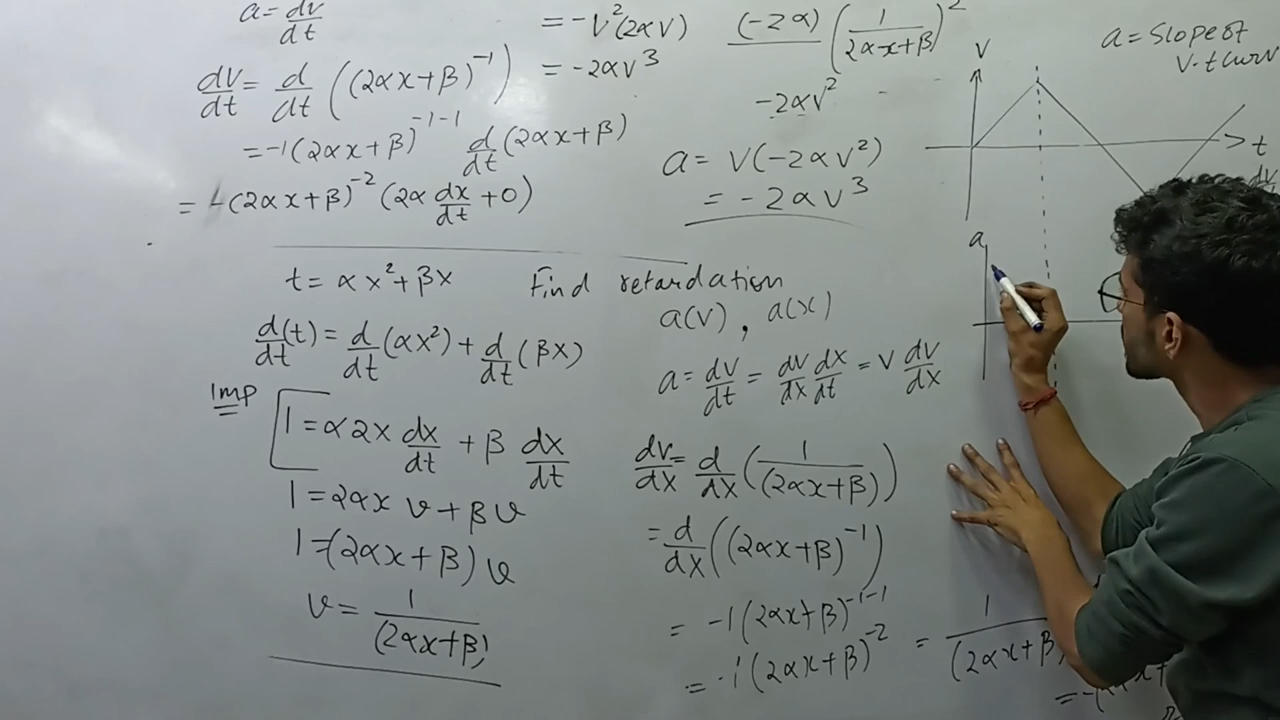 a = dv/dt
dv/dt = d/dt ((2αx+β)^-1)
= -1(2αx+β)^-1-1 d/dt (2αx+β)
= -(2αx+β)^-2 (2α dx/dt + 0)
= -v²(2αv)
= -2αv³
(-2α) (1/(2αx+β))²
-2αv²
a = v(-2αv²)
= -2αv³
a = Slope of
v-t curv
v
t
dv
a
t = αx² + βx Find retardation
a(v), a(x)
d/dt(t) = d/dt(αx²) + d/dt(βx)
Imp
1 = α2x dx/dt + β dx/dt
1 = 2αx v + βv
1 = (2αx+β) v
v = 1/(2αx+β)
a = dv/dt = dv/dx dx/dt = v dv/dx
dv/dx = d/dx (1/(2αx+β))
= d/dx ((2αx+β)^-1)
= -1(2αx+β)^-1-1
= -1(2αx+β)^-2 = 1/(2αx+β